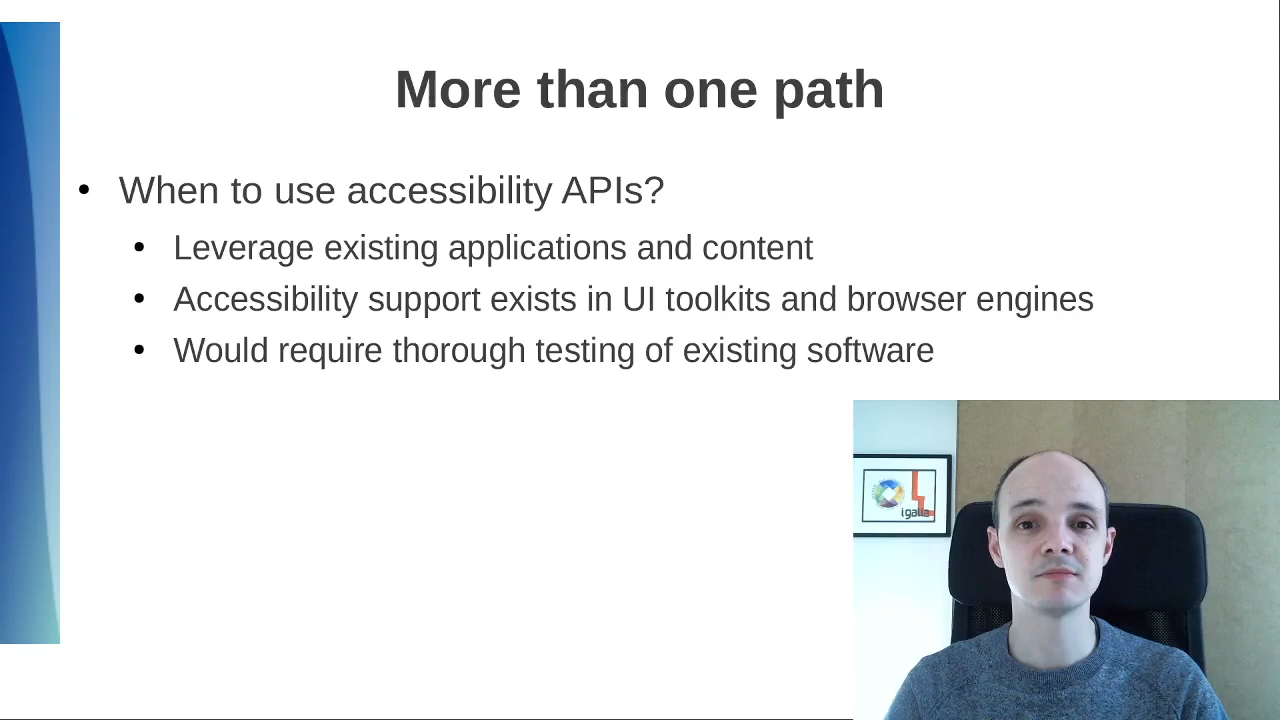 More than one path
When to use accessibility APIs?
Leverage existing applications and content
Accessibility support exists in UI toolkits and browser engines
Would require thorough testing of existing software
igalia